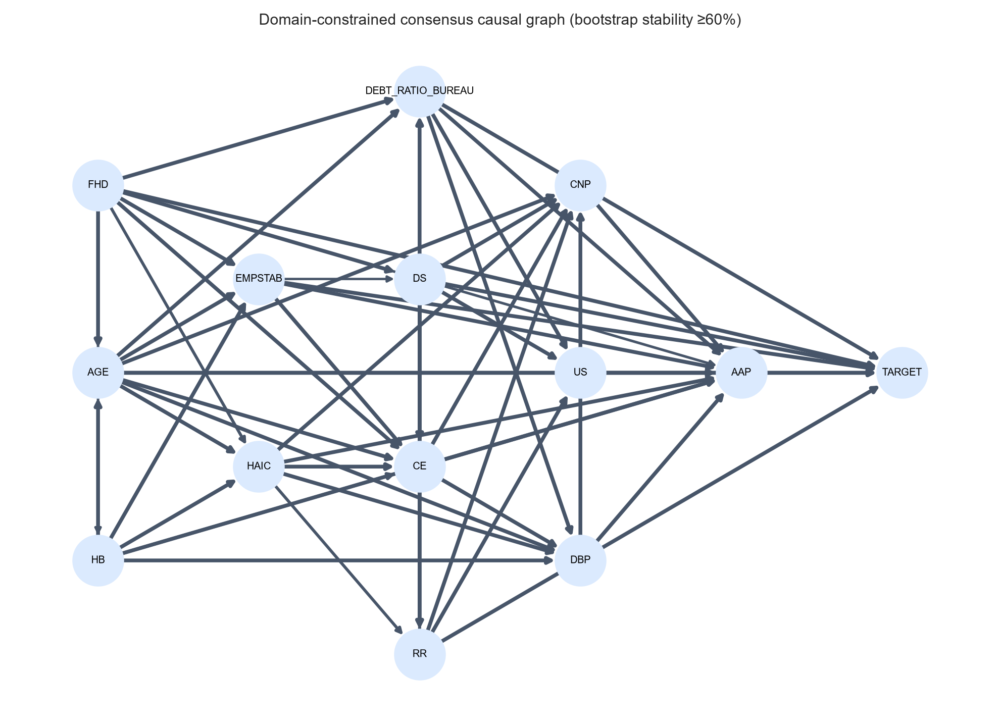 Domain-constrained consensus causal graph (bootstrap stability ≥60%)
DEBT_RATIO_BUREAU
FHD
CNP
EMPSTAB
DS
AGE
US
AAP
TARGET
HAIC
CE
HB
DBP
RR